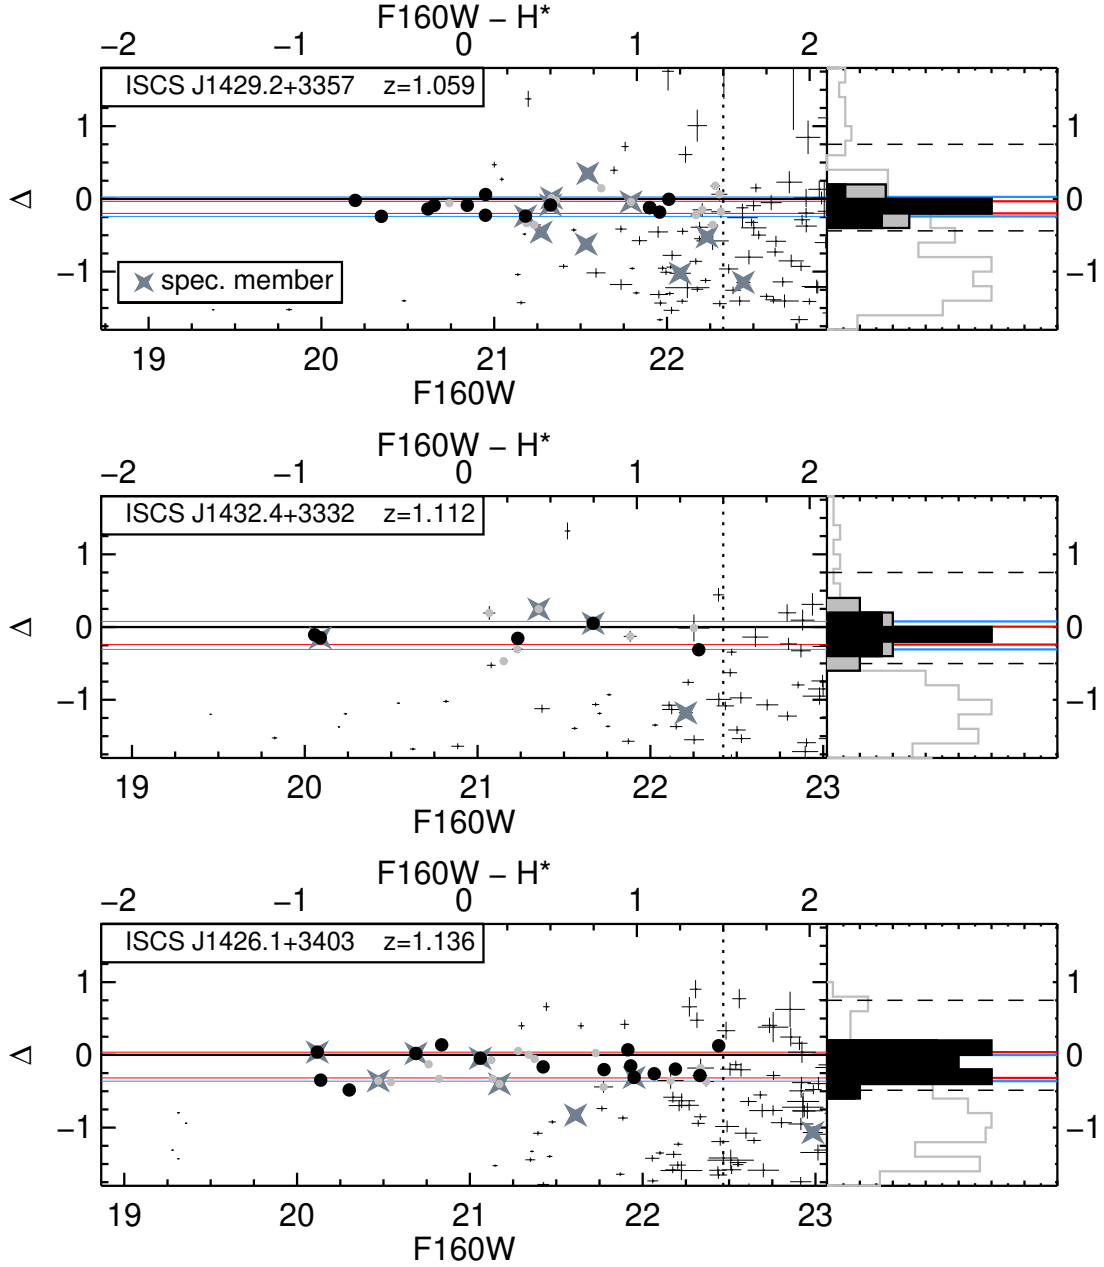 F160W − H*
−2 −1 0 1 2
ISCS J1429.2+3357 z=1.059
1 0 −1
Δ
spec. member
1 0 −1
19 20 21 22
F160W
F160W − H*
−2 −1 0 1 2
ISCS J1432.4+3332 z=1.112
1 0 −1
Δ
1 0 −1
19 20 21 22 23
F160W
F160W − H*
−2 −1 0 1 2
ISCS J1426.1+3403 z=1.136
1 0 −1
Δ
1 0 −1
19 20 21 22 23
F160W